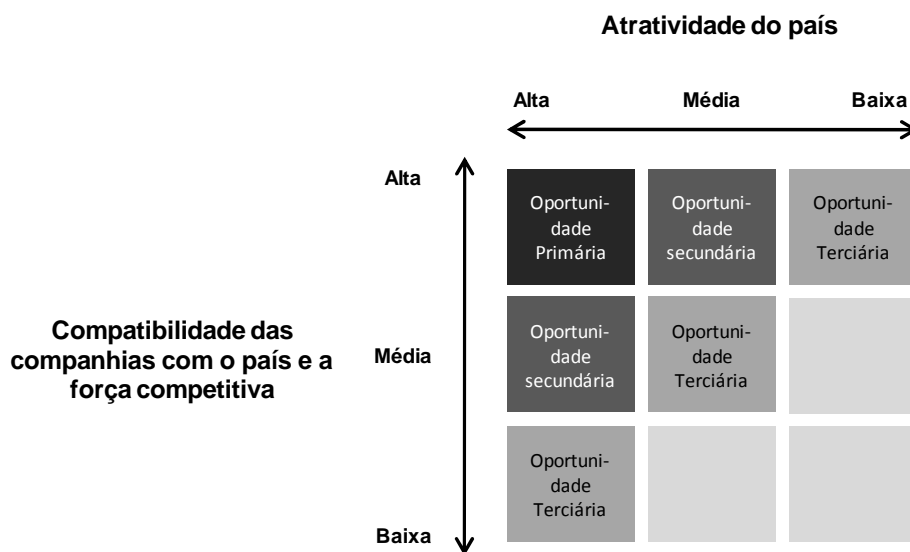 Atratividade do país
Alta
Média
Baixa
Alta
Oportuni-
dade
Primária
Oportuni-
dade
secundária
Oportuni-
dade
Terciária
Compatibilidade das
companhias com o país e a
força competitiva
Média
Oportuni-
dade
secundária
Oportuni-
dade
Terciária
Oportuni-
dade
Terciária
Baixa